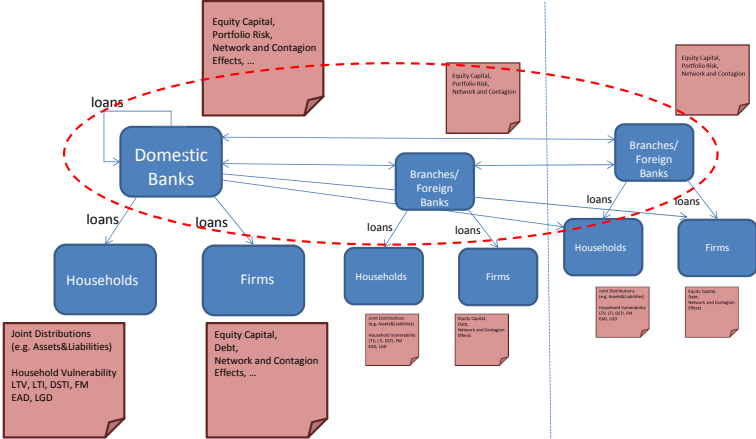 Equity Capital,
Portfolio Risk,
Network and Contagion
Effects, ...
Equity Capital,
Portfolio Risk,
Network and Contagion
Equity Capital,
Portfolio Risk,
Network and Contagion
loans
Domestic
Banks
Branches/
Foreign
Banks
Branches/
Foreign
Banks
loans
loans
loans
loans
loans
loans
Households
Firms
Households
Firms
Households
Firms
Joint Distributions
(e.g. Assets&Liabilities)
Household Vulnerability
LTV, LTI, DSTI, FM
EAD, LGD
Equity Capital,
Debt,
Network and Contagion
Effects, ...
Joint Distributions
(e.g. Assets&Liabilities)
Household Vulnerability
LTV, LTI, DSTI, FM
EAD, LGD
Equity Capital,
Debt,
Network and Contagion
Effects
Joint Distributions
(e.g. Assets&Liabilities)
Household Vulnerability
LTV, LTI, DSTI, FM
EAD, LGD
Equity Capital,
Debt,
Network and Contagion
Effects